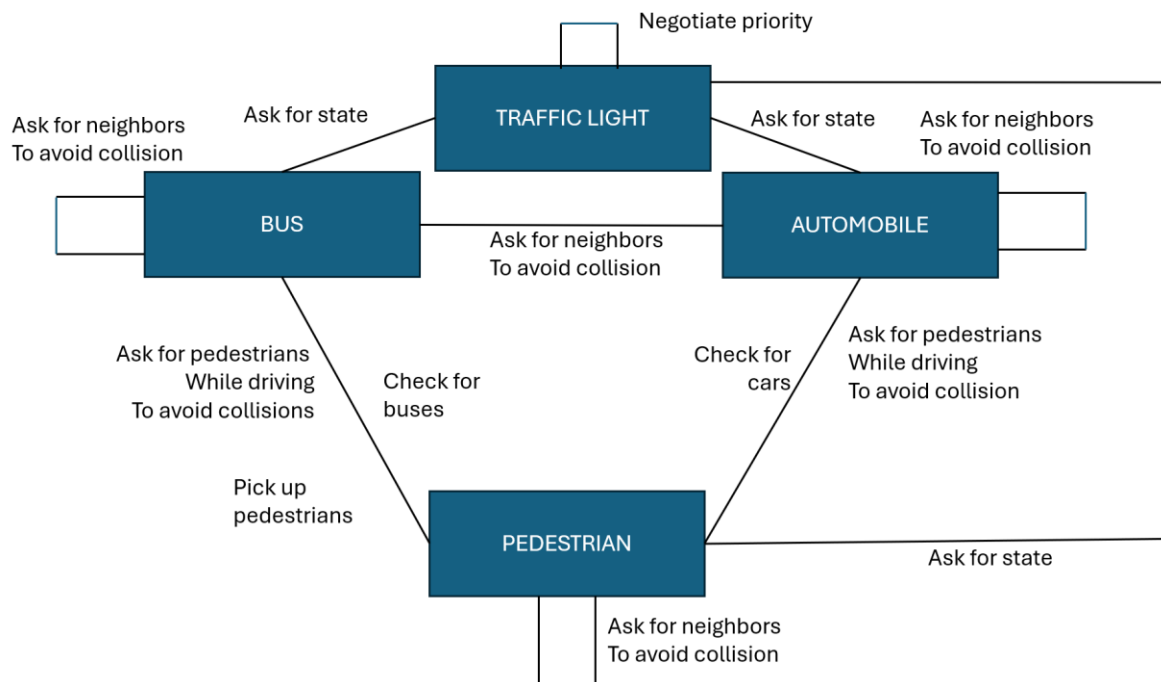 Negotiate priority
TRAFFIC LIGHT
Ask for state
Ask for state
Ask for neighbors
To avoid collision
Ask for neighbors
To avoid collision
BUS
AUTOMOBILE
Ask for neighbors
To avoid collision
Ask for pedestrians
While driving
To avoid collisions
Check for
buses
Check for
cars
Ask for pedestrians
While driving
To avoid collision
Pick up
pedestrians
PEDESTRIAN
Ask for state
Ask for neighbors
To avoid collision